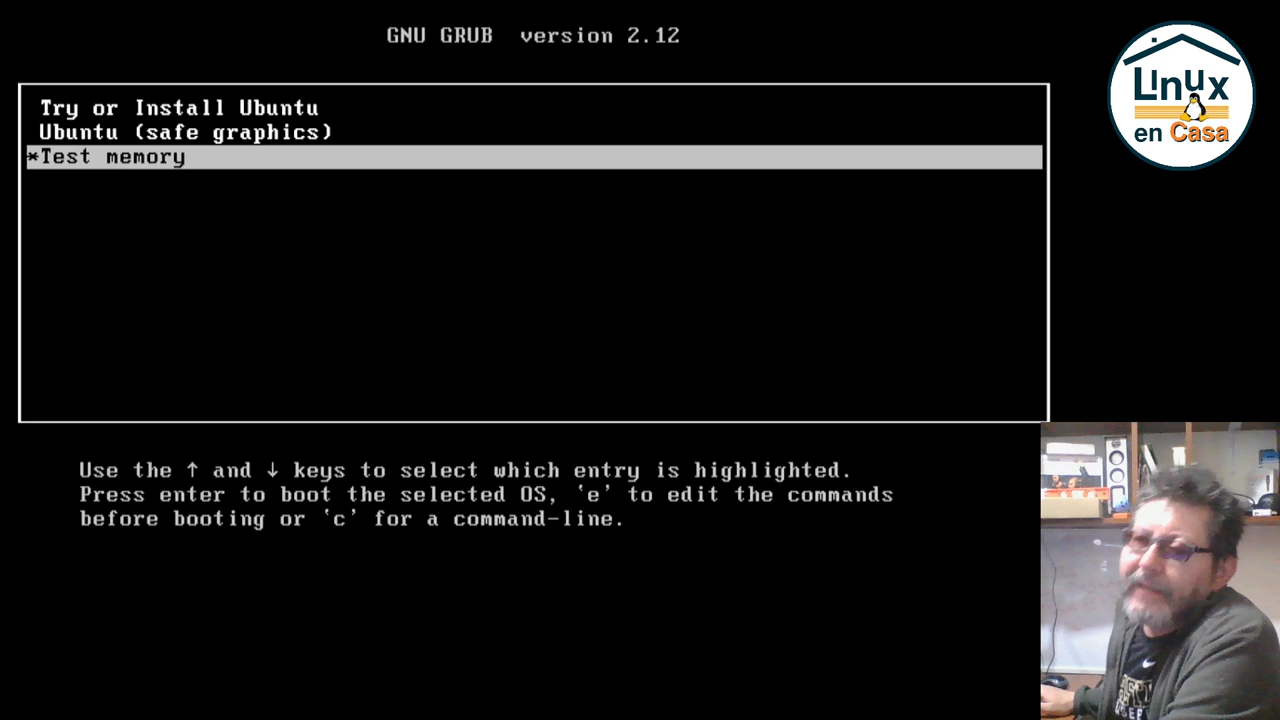 GNU GRUB version 2.12
Try or Install Ubuntu
Ubuntu (safe graphics)
*Test memory
Use the ↑ and ↓ keys to select which entry is highlighted.
Press enter to boot the selected OS, 'e' to edit the commands
before booting or 'c' for a command-line.
Linux
en Casa